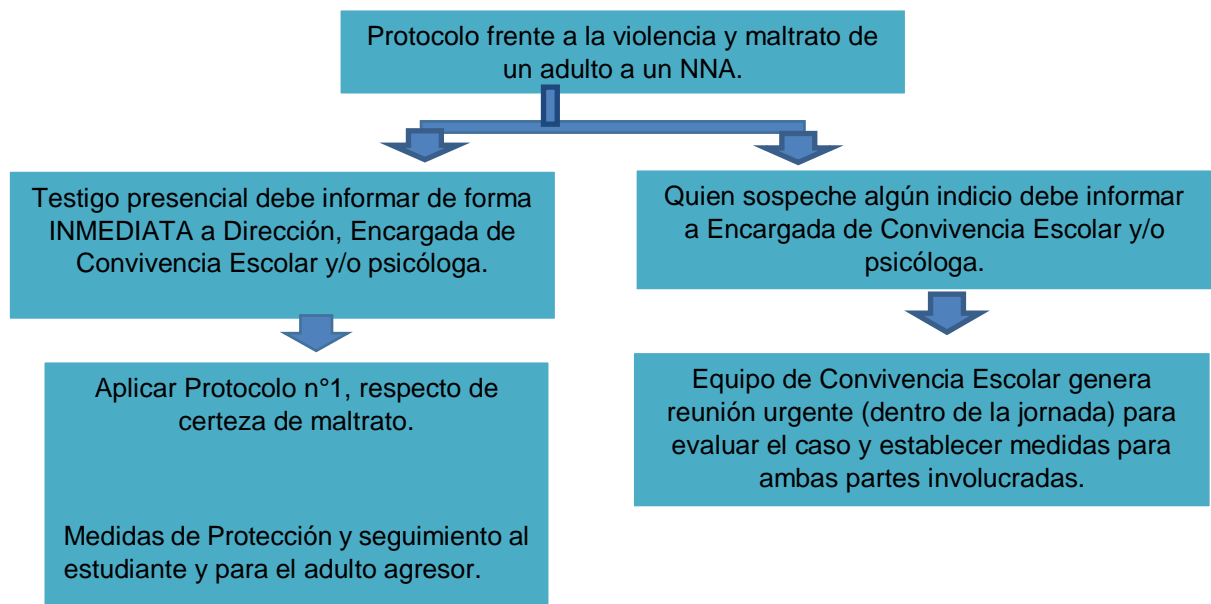 Protocolo frente a la violencia y maltrato de
un adulto a un NNA.
Testigo presencial debe informar de forma
INMEDIATA a Dirección, Encargada de
Convivencia Escolar y/o psicóloga.
Quien sospeche algún indicio debe informar
a Encargada de Convivencia Escolar y/o
psicóloga.
Aplicar Protocolo n°1, respecto de
certeza de maltrato.
Medidas de Protección y seguimiento al
estudiante y para el adulto agresor.
Equipo de Convivencia Escolar genera
reunión urgente (dentro de la jornada) para
evaluar el caso y establecer medidas para
ambas partes involucradas.